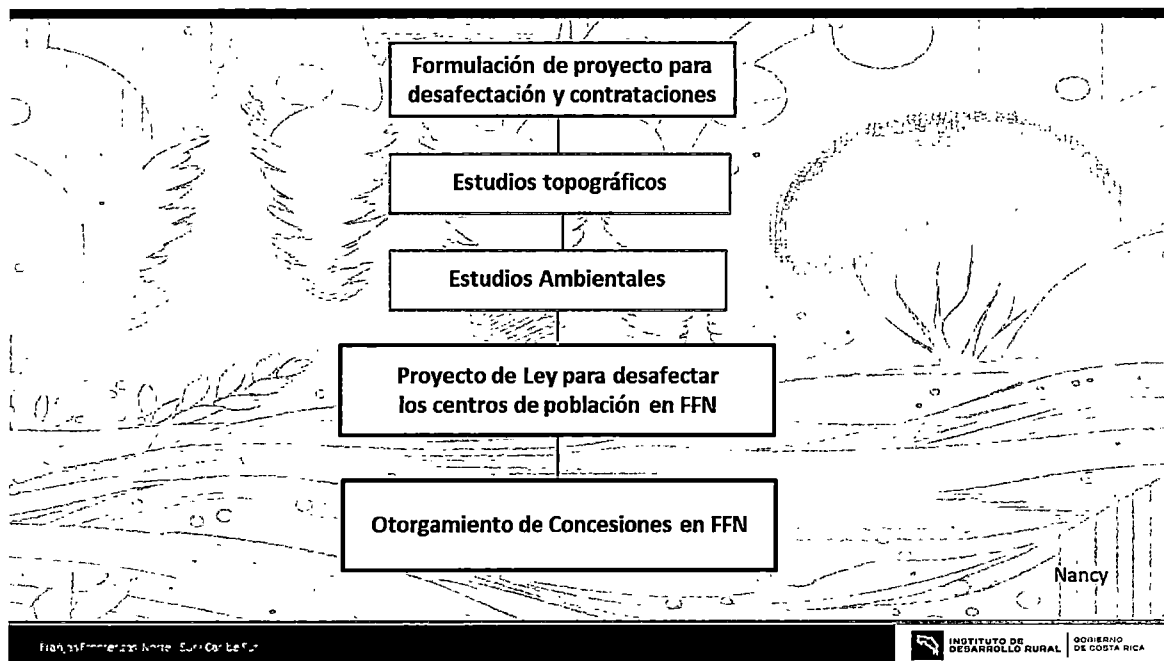 Formulación de proyecto para
desafectación y contrataciones
Estudios topográficos
Estudios Ambientales
Proyecto de Ley para desafectar
los centros de población en FFN
Otorgamiento de Concesiones en FFN
Nancy
Norte
INSTITUTO DE
DESARROLLO RURAL
GOBIERNO
DE COSTA RICA